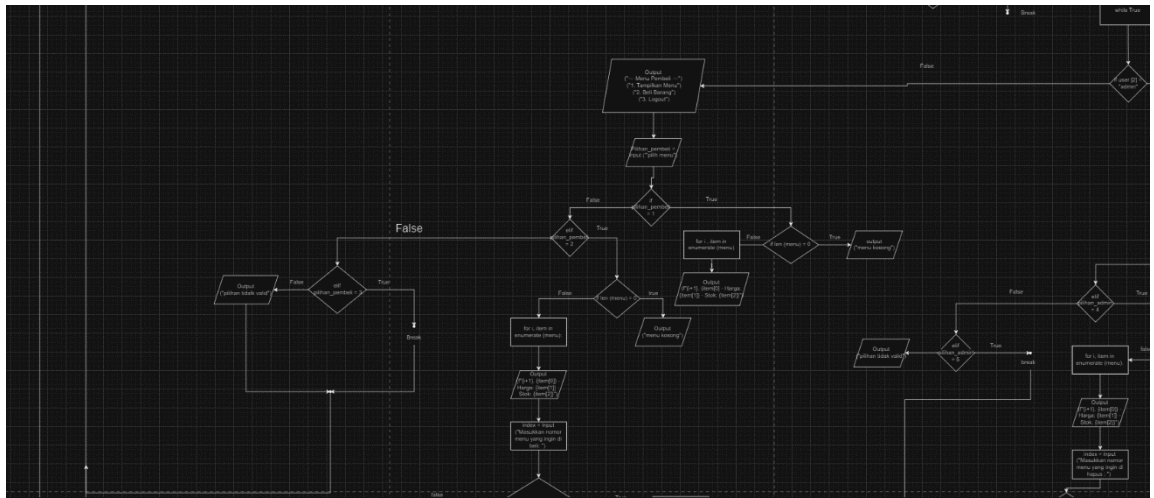 while True
Break
False
if user [2] =
"admin"
Output
("-- Menu Pembeli --")
("1. Tampilkan Menu")
("2. Beli Barang")
("3. Logout")
Pilihan_pembeli =
input ("pilih menu")
if
pilihan_pembeli
= 1
False
True
False
elif
pilihan_pembeli
= 2
True
for i , item in
enumerate (menu)
False
if len (menu) = 0
True
output
("menu kosong")
Output
(f"{i+1}. {item[0]} - Harga:
{item[1]} - Stok: {item[2]}")
Output
("pilihan tidak valid")
False
elif
pilihan_pembeli = 3
True
Break
False
if len (menu) = 0
true
Output
("menu kosong")
for i, item in
enumerate (menu)
Output
(f"{i+1}. {item[0]} -
Harga: {item[1]}
Stok: {item[2]}")
index = input
("Masukkan nomor
menu yang ingin di
beli: ")
false
True
elif
pilihan_admin
= 4
False
True
Output
("pilihan tidak valid")
elif
pilihan_admin
= 5
True
break
for i, item in
enumerate (menu)
false
Output
(f"{i+1}. {item[0]} -
Harga: {item[1]}
Stok: {item[2]}")
index = input
("Masukkan nomor
menu yang ingin di
hapus : ")